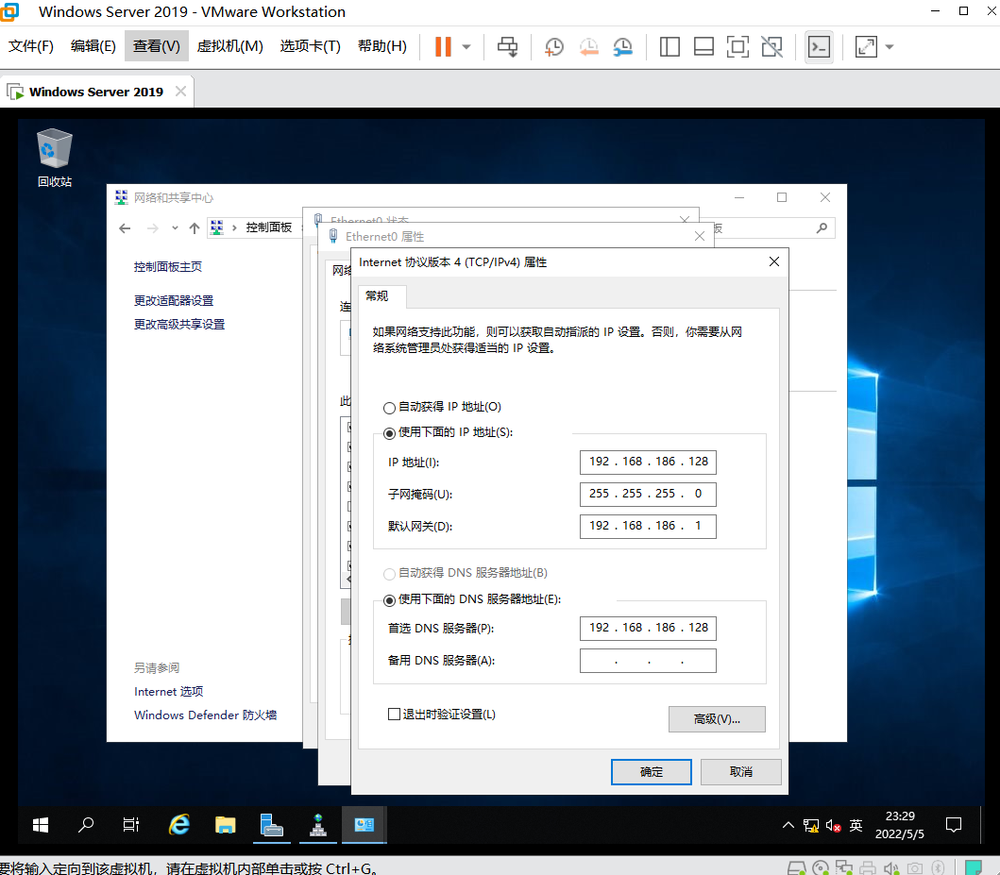 Windows Server 2019 - VMware Workstation
文件(F) 编辑(E) 查看(V) 虚拟机(M) 选项卡(T) 帮助(H)
Windows Server 2019
回收站
网络和共享中心
控制面板
Ethernet0 状态
Ethernet0 属性
Internet 协议版本 4 (TCP/IPv4) 属性
控制面板主页
更改适配器设置
更改高级共享设置
常规
如果网络支持此功能，则可以获取自动指派的 IP 设置。否则，你需要从网
络系统管理员处获得适当的 IP 设置。
自动获得 IP 地址(O)
使用下面的 IP 地址(S):
IP 地址(I): 192 . 168 . 186 . 128
子网掩码(U): 255 . 255 . 255 . 0
默认网关(D): 192 . 168 . 186 . 1
自动获得 DNS 服务器地址(B)
使用下面的 DNS 服务器地址(E):
首选 DNS 服务器(P): 192 . 168 . 186 . 128
备用 DNS 服务器(A): . . .
退出时验证设置(L)
高级(V)...
确定 取消
另请参阅
Internet 选项
Windows Defender 防火墙
英
23:29
2022/5/5
要将输入定向到该虚拟机，请在虚拟机内部单击或按 Ctrl+G。